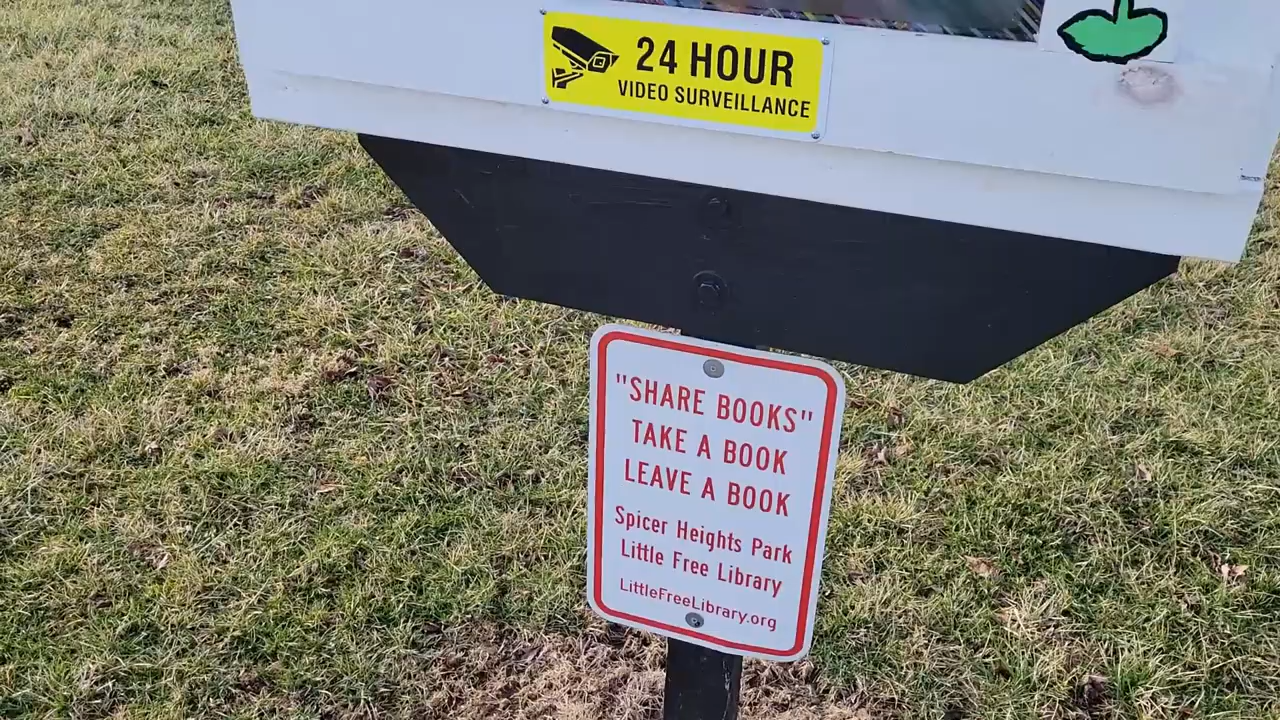 24 HOUR
VIDEO SURVEILLANCE
"SHARE BOOKS"
TAKE A BOOK
LEAVE A BOOK
Spicer Heights Park
Little Free Library
LittleFreeLibrary.org